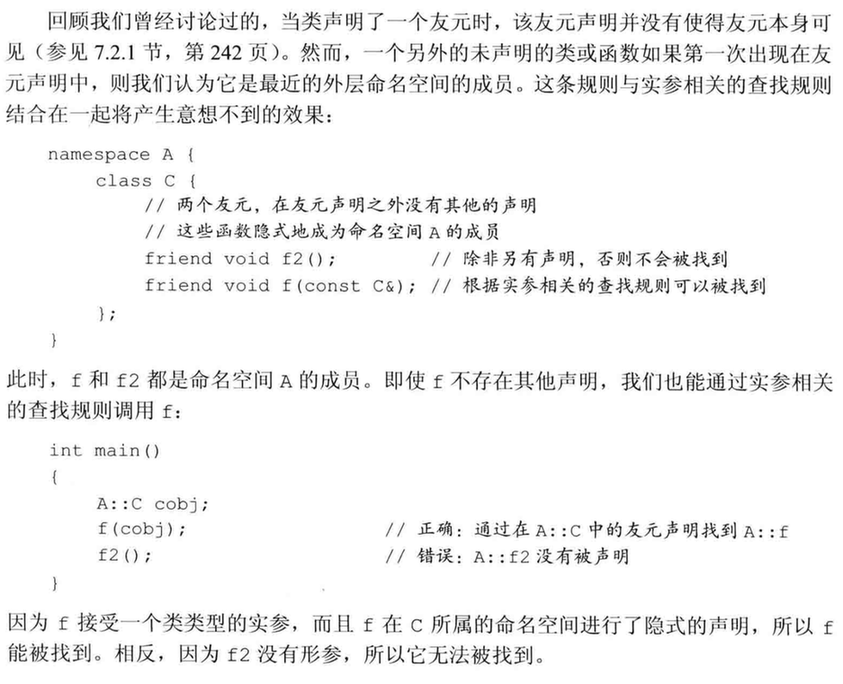 回顾我们曾经讨论过的，当类声明了一个友元时，该友元声明并没有使得友元本身可
见（参见 7.2.1 节，第 242 页）。然而，一个另外的未声明的类或函数如果第一次出现在友
元声明中，则我们认为它是最近的外层命名空间的成员。这条规则与实参相关的查找规则
结合在一起将产生意想不到的效果：
namespace A {
class C {
// 两个友元，在友元声明之外没有其他的声明
// 这些函数隐式地成为命名空间 A 的成员
friend void f2(); // 除非另有声明，否则不会被找到
friend void f(const C&); // 根据实参相关的查找规则可以被找到
};
}
此时，f 和 f2 都是命名空间 A 的成员。即使 f 不存在其他声明，我们也能通过实参相关
的查找规则调用 f：
int main()
{
A::C cobj;
f(cobj); // 正确：通过在 A::C 中的友元声明找到 A::f
f2(); // 错误：A::f2 没有被声明
}
因为 f 接受一个类类型的实参，而且 f 在 C 所属的命名空间进行了隐式的声明，所以 f
能被找到。相反，因为 f2 没有形参，所以它无法被找到。